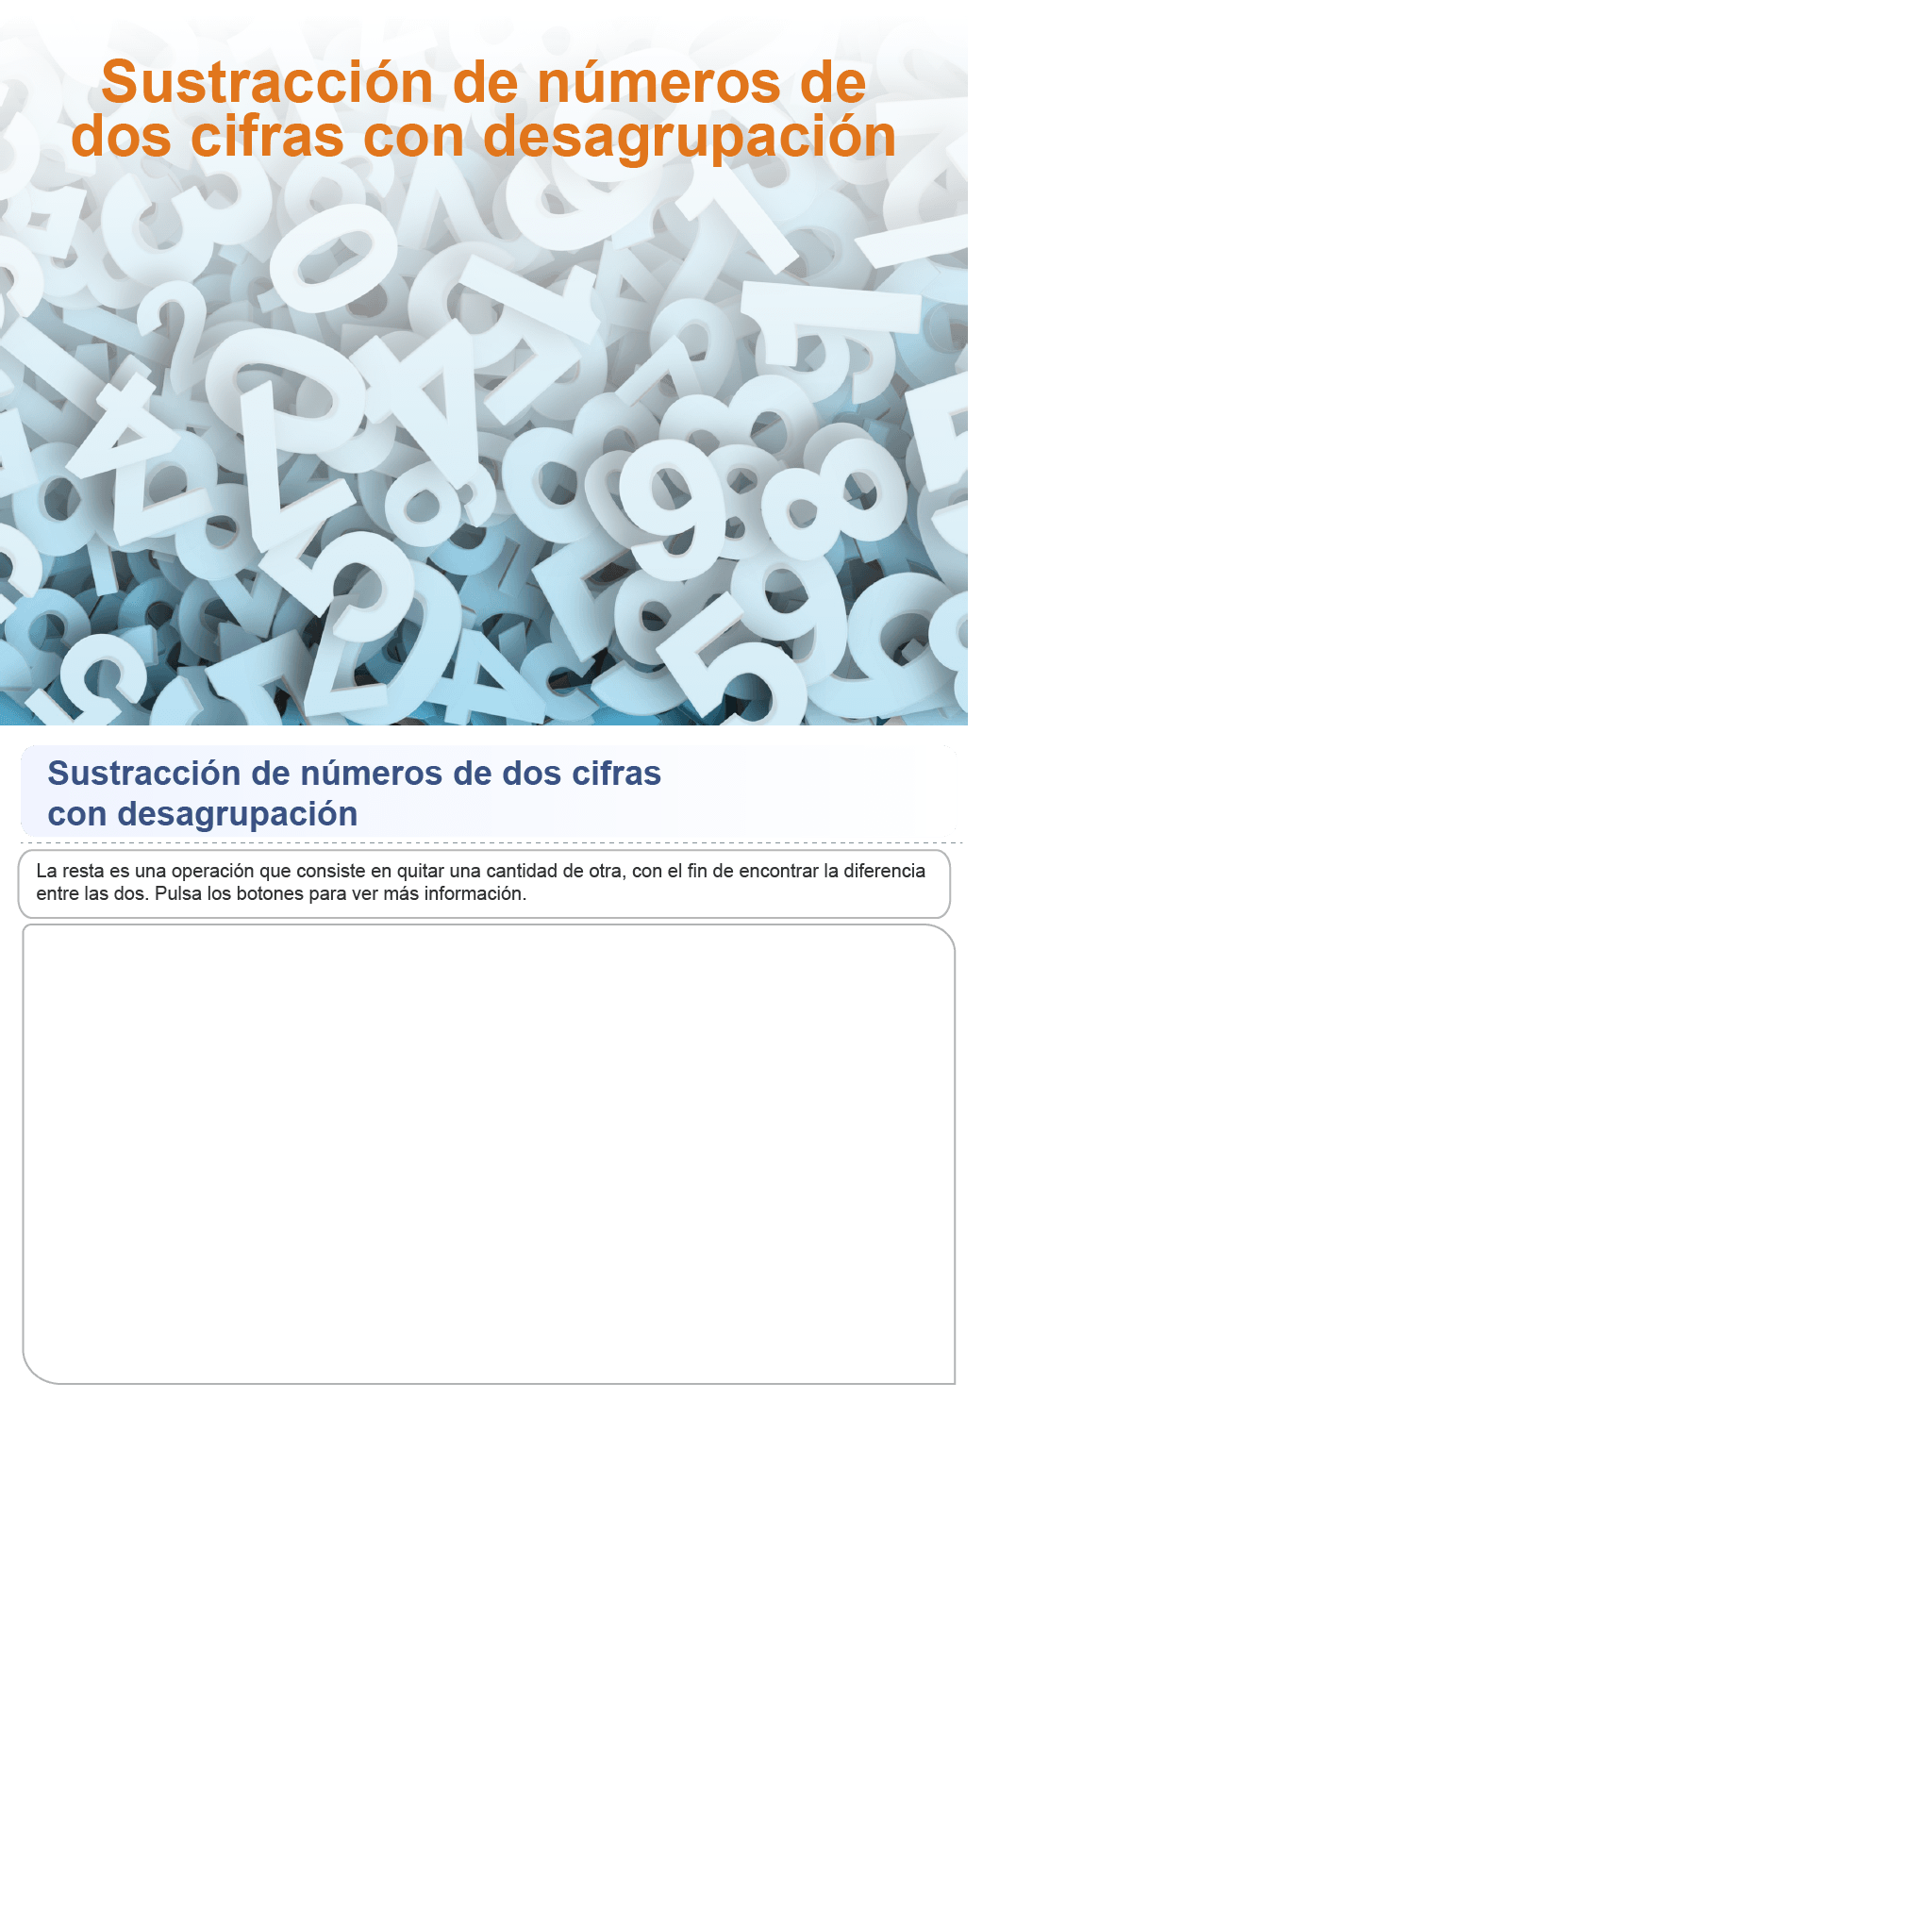 Sustracción de números de
dos cifras con desagrupación
Sustracción de números de dos cifras
con desagrupación
La resta es una operación que consiste en quitar una cantidad de otra, con el fin de encontrar la diferencia
entre las dos. Pulsa los botones para ver más información.